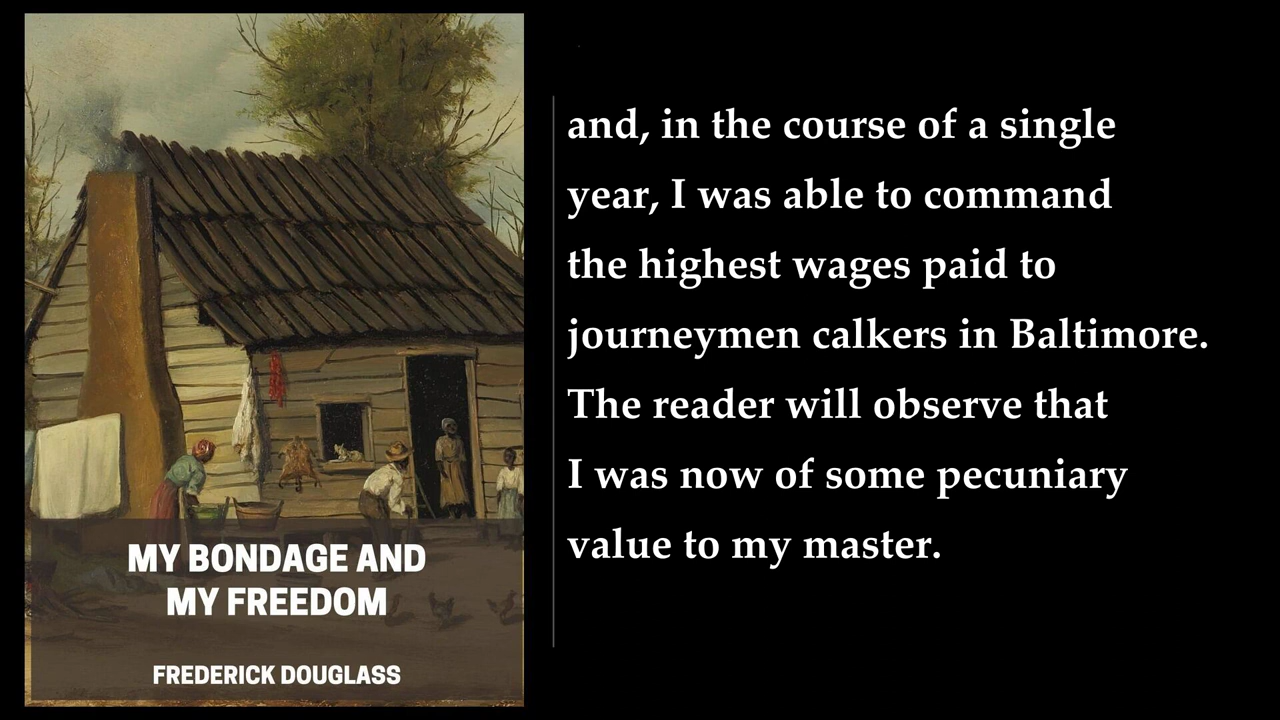 MY BONDAGE AND
MY FREEDOM
FREDERICK DOUGLASS
and, in the course of a single
year, I was able to command
the highest wages paid to
journeymen calkers in Baltimore.
The reader will observe that
I was now of some pecuniary
value to my master.